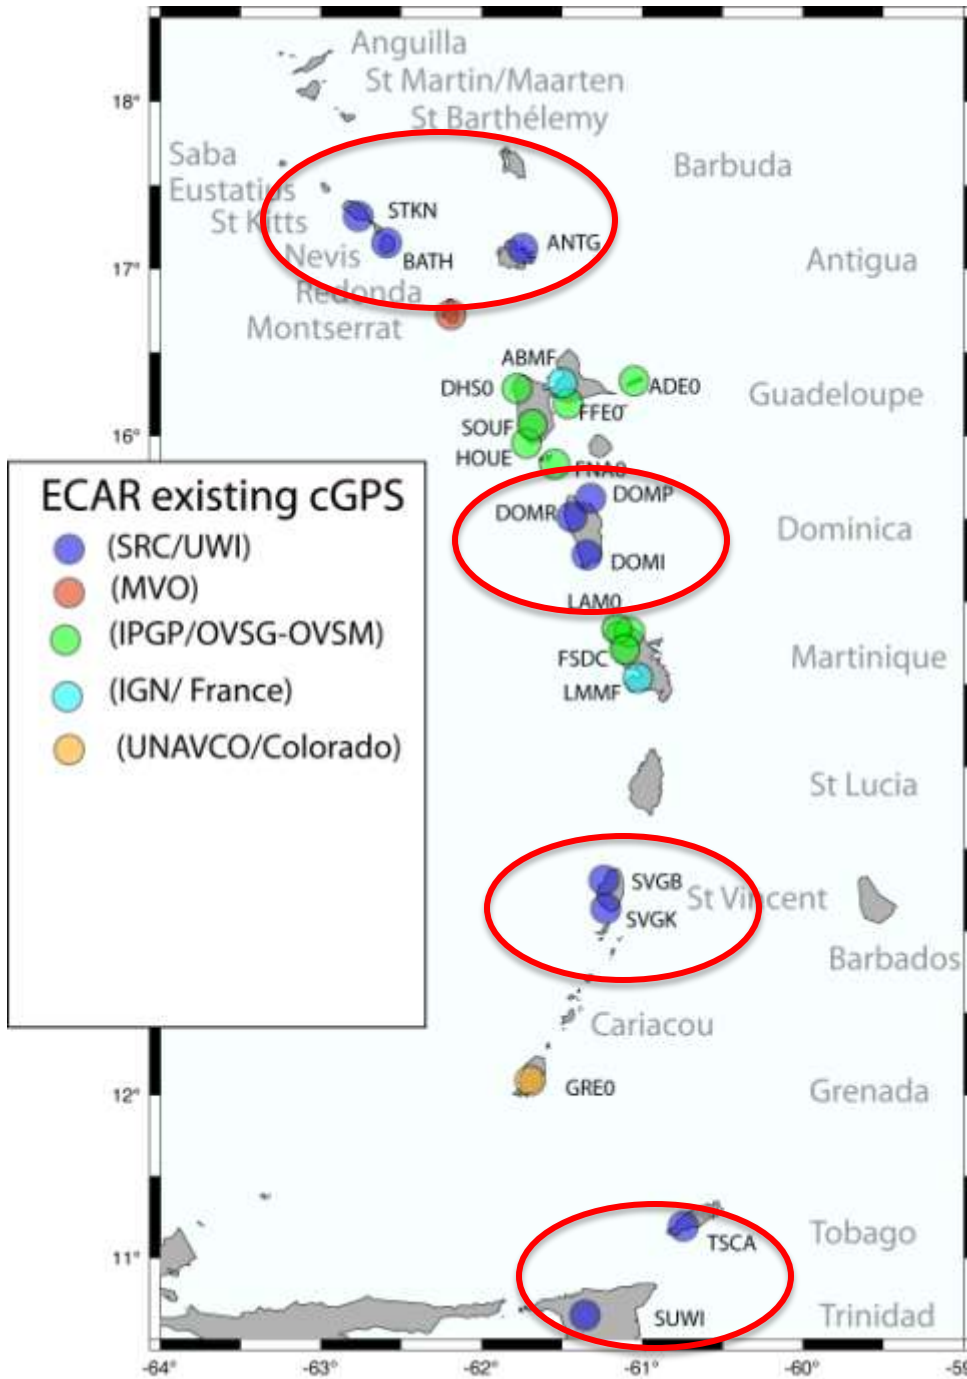 Anguilla
St Martin/Maarten
18°
St Barthélemy
Saba
Barbuda
Eustatius
STKN
St Kitts
ANTG
Nevis
BATH
17°
Antigua
Redonda
Montserrat
ABMF
DHS0
ADE0
Guadeloupe
FFE0
SOUF
16°
HOUE
FNA0
ECAR existing cGPS
DOMP
DOMR
Dominica
(SRC/UWI)
DOMI
(MVO)
LAM0
(IPGP/OVSG-OVSM)
FSDC
Martinique
(IGN/ France)
LMMF
(UNAVCO/Colorado)
St Lucia
SVGB
St Vincent
SVGK
Barbados
Cariacou
12°
GRE0
Grenada
Tobago
TSCA
11°
SUWI
Trinidad
-64°
-63°
-62°
-61°
-60°
-59